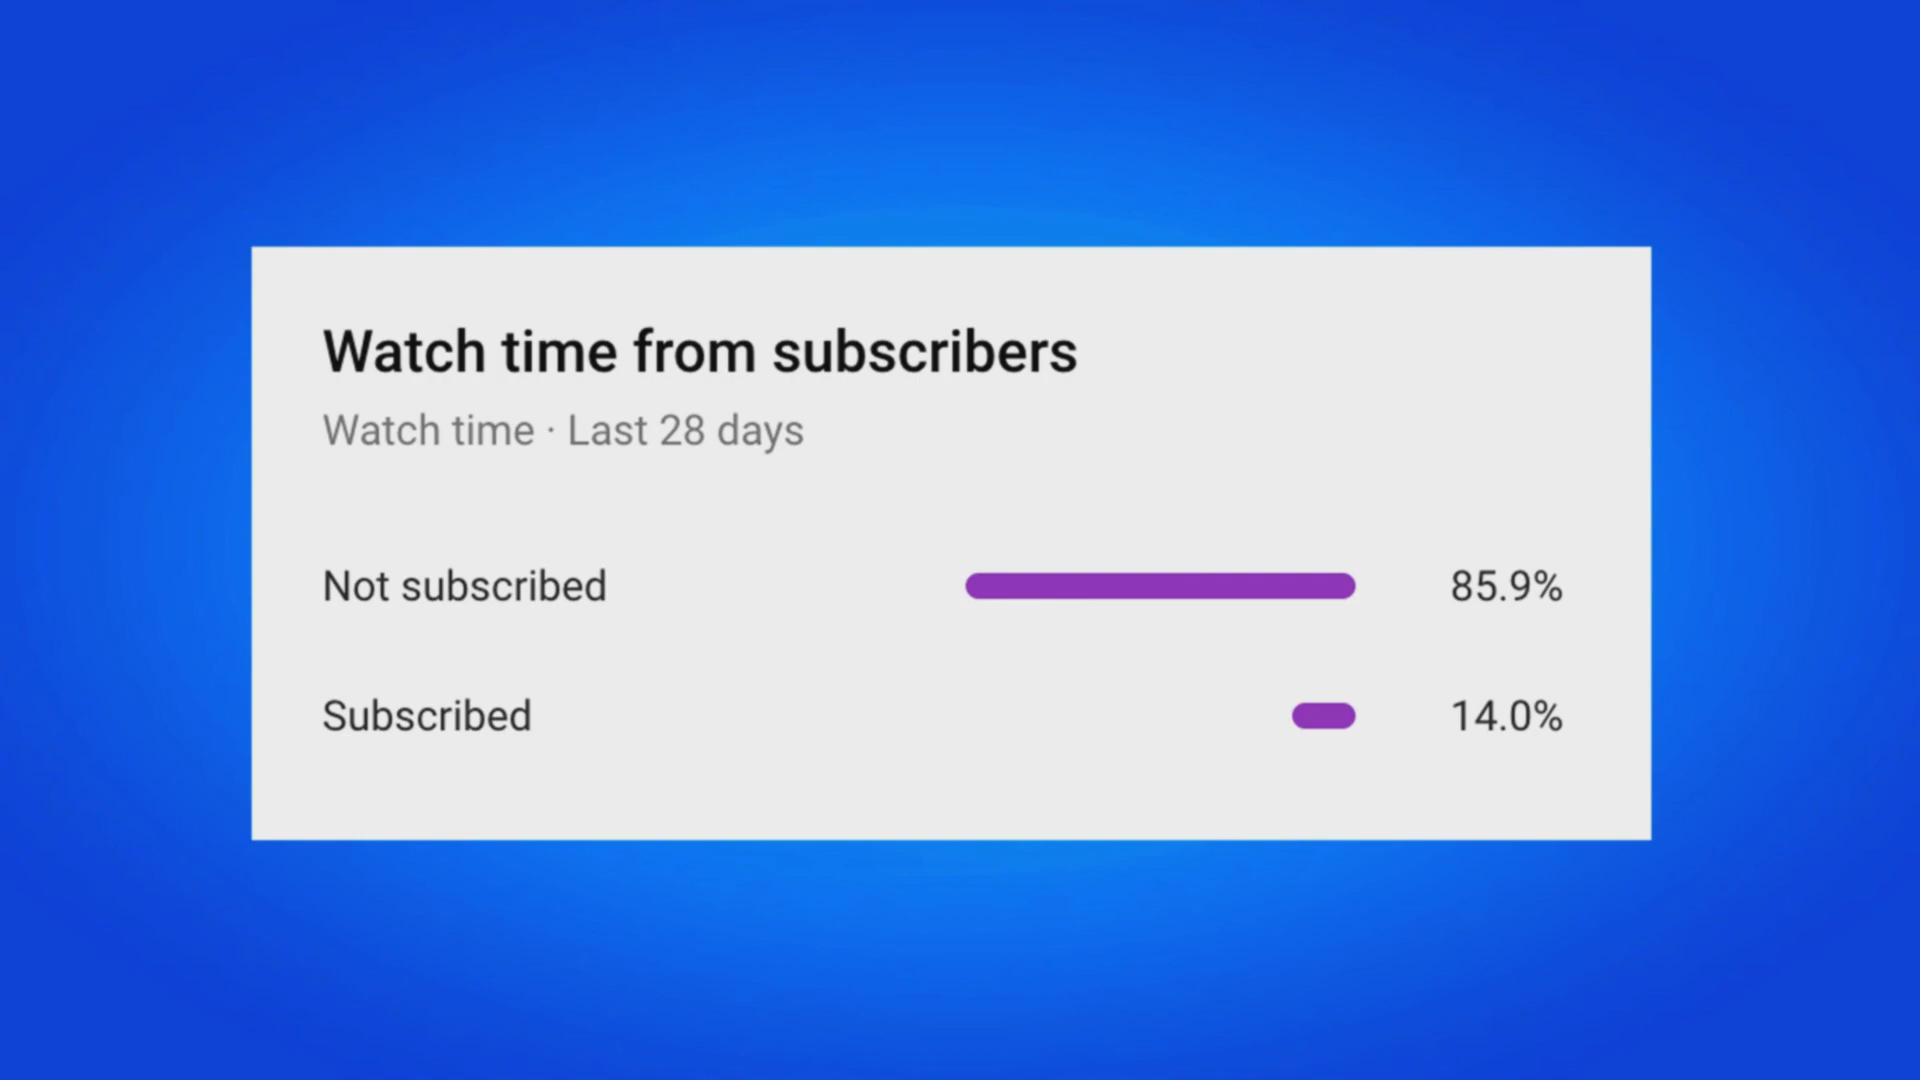 Watch time from subscribers
Watch time · Last 28 days
Not subscribed 85.9%
Subscribed 14.0%